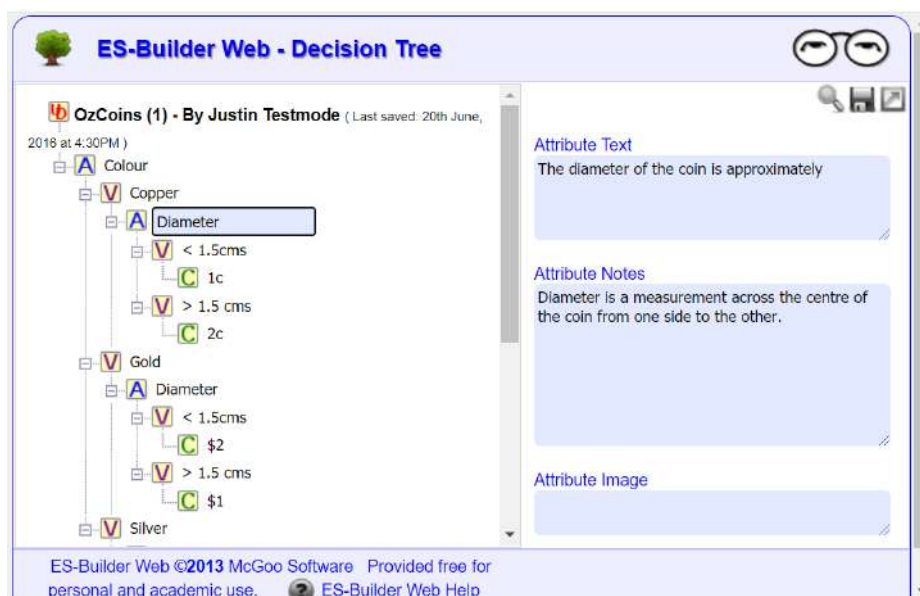 ES-Builder Web - Decision Tree
OzCoins (1) - By Justin Testmode ( Last saved: 20th June,
2016 at 4:30PM )
A Colour
V Copper
A Diameter
V < 1.5cms
C 1c
V > 1.5 cms
C 2c
V Gold
A Diameter
V < 1.5cms
C $2
V > 1.5 cms
C $1
V Silver
Attribute Text
The diameter of the coin is approximately
Attribute Notes
Diameter is a measurement across the centre of
the coin from one side to the other.
Attribute Image
ES-Builder Web ©2013 McGoo Software Provided free for
personal and academic use. ? ES-Builder Web Help